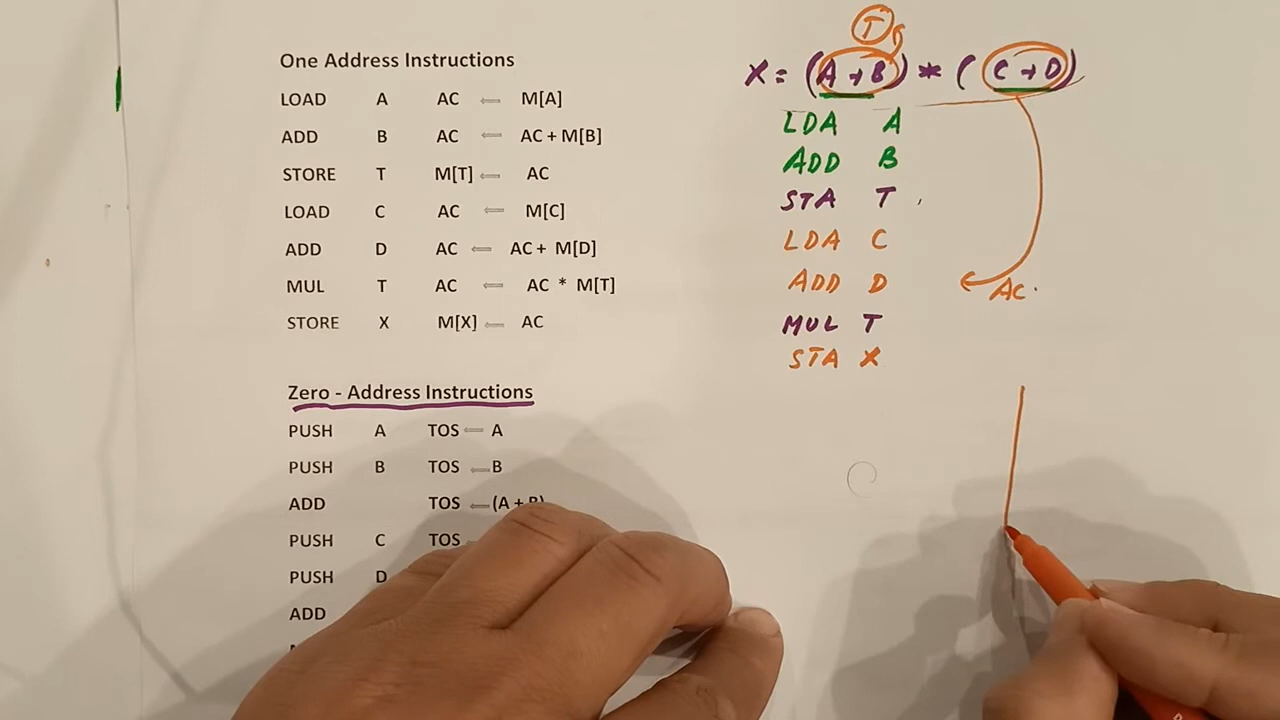 One Address Instructions
LOAD A AC ⟸ M[A]
ADD B AC ⟸ AC + M[B]
STORE T M[T] ⟸ AC
LOAD C AC ⟸ M[C]
ADD D AC ⟸ AC + M[D]
MUL T AC ⟸ AC * M[T]
STORE X M[X] ⟸ AC
Zero - Address Instructions
PUSH A TOS ⟸ A
PUSH B TOS ⟸ B
ADD TOS ⟸ (A + B)
PUSH C TOS
PUSH D
ADD
T
X = (A + B) * (C + D)
LDA A
ADD B
STA T
LDA C
ADD D
AC.
MUL T
STA X